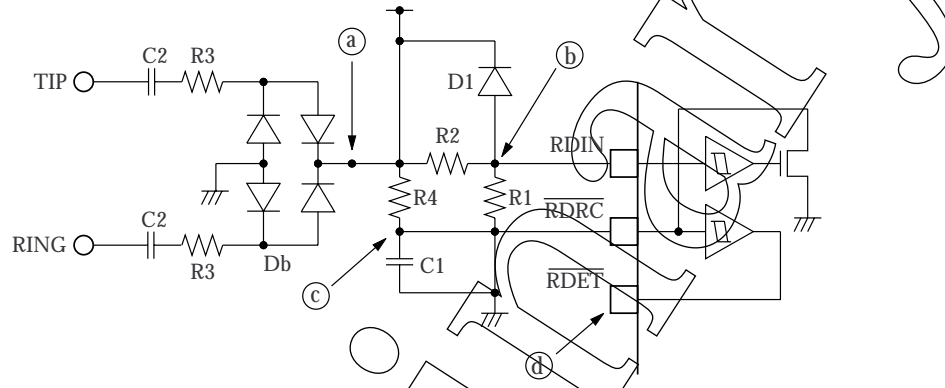 ⓐ
C2
R3
TIP
D1
ⓑ
R2
RDIN
R4
R1
RDRC
C2
RING
R3
Db
C1
ⓒ
RDET
ⓓ